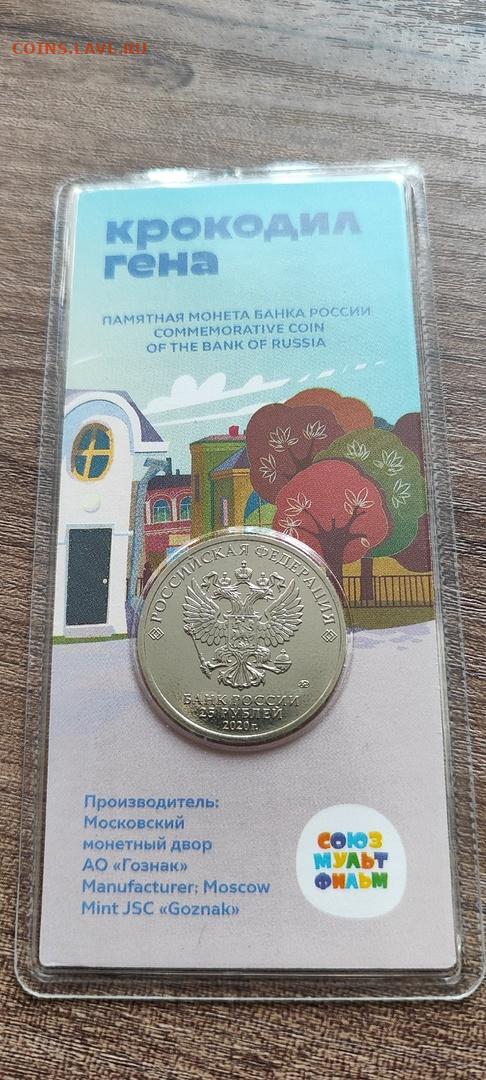 COINS.LAVE.RU
крокодил
гена
ПАМЯТНАЯ МОНЕТА БАНКА РОССИИ
COMMEMORATIVE COIN
OF THE BANK OF RUSSIA
РОССИЙСКАЯ ФЕДЕРАЦИЯ
БАНК РОССИИ
25 РУБЛЕЙ
2020 г.
Производитель:
Московский
монетный двор
АО «Гознак»
Manufacturer: Moscow
Mint JSC «Goznak»
СОЮЗ
МУЛЬТ
ФИЛЬМ